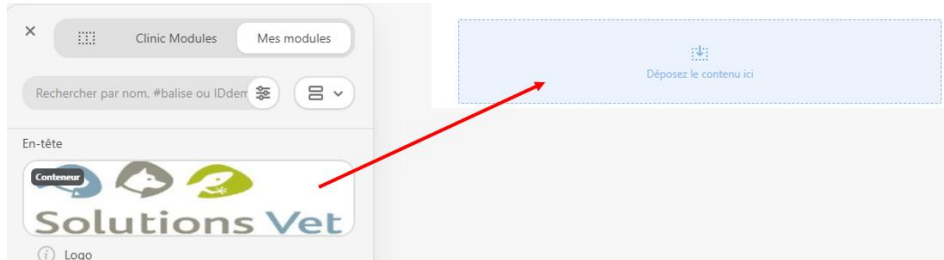 Clinic Modules
Mes modules
Rechercher par nom, #balise ou IDdem
En-tête
Conteneur
Solutions Vet
Logo
Déposez le contenu ici